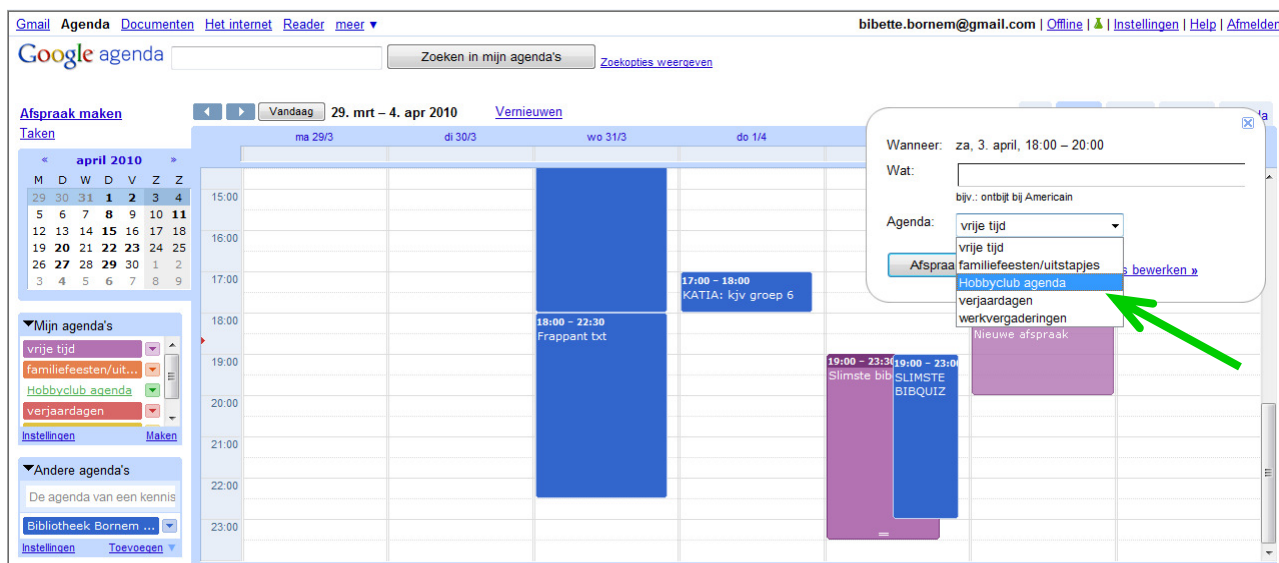 Gmail Agenda Documenten Het internet Reader meer ▼
bibette.bornem@gmail.com | Offline | Instellingen | Help | Afmelden
Google agenda
Zoeken in mijn agenda's
Zoekopties weergeven
Afspraak maken
Taken
Vandaag 29. mrt – 4. apr 2010 Vernieuwen
ma 29/3 di 30/3 wo 31/3 do 1/4
« april 2010 »
M D W D V Z Z
29 30 31 1 2 3 4
5 6 7 8 9 10 11
12 13 14 15 16 17 18
19 20 21 22 23 24 25
26 27 28 29 30 1 2
3 4 5 6 7 8 9
Mijn agenda's
vrije tijd
familiefeesten/uit...
Hobbyclub agenda
verjaardagen
Instellingen Maken
Andere agenda's
De agenda van een kennis
Bibliotheek Bornem ...
Instellingen Toevoegen ▼
15:00
16:00
17:00
18:00
19:00
20:00
21:00
22:00
23:00
18:00 – 22:30
Frappant txt
17:00 – 18:00
KATIA: kjv groep 6
19:00 – 23:30
Slimste bib
19:00 – 23:00
SLIMSTE
BIBQUIZ
Nieuwe afspraak
Wanneer: za, 3. april, 18:00 – 20:00
Wat:
bijv.: ontbijt bij Americain
Agenda: vrije tijd
vrije tijd
familiefeesten/uitstapjes
Hobbyclub agenda
verjaardagen
werkvergaderingen
Afspraa
s bewerken »